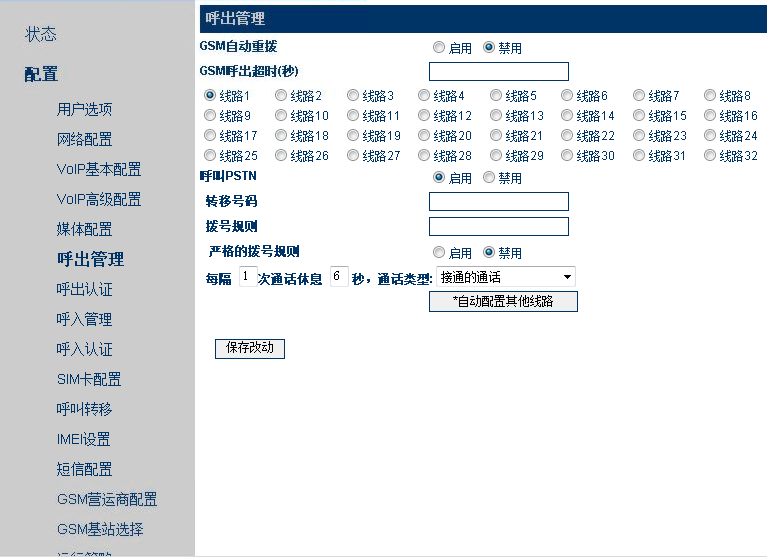 状态
配置
用户选项
网络配置
VoIP基本配置
VoIP高级配置
媒体配置
呼出管理
呼出认证
呼入管理
呼入认证
SIM卡配置
呼叫转移
IMEI设置
短信配置
GSM营运商配置
GSM基站选择
呼出管理
GSM自动重拨 启用 禁用
GSM呼出超时(秒)
线路1 线路2 线路3 线路4 线路5 线路6 线路7 线路8
线路9 线路10 线路11 线路12 线路13 线路14 线路15 线路16
线路17 线路18 线路19 线路20 线路21 线路22 线路23 线路24
线路25 线路26 线路27 线路28 线路29 线路30 线路31 线路32
呼叫PSTN 启用 禁用
转移号码
拨号规则
严格的拨号规则 启用 禁用
每隔 1 次通话休息 6 秒，通话类型: 接通的通话
*自动配置其他线路
保存改动